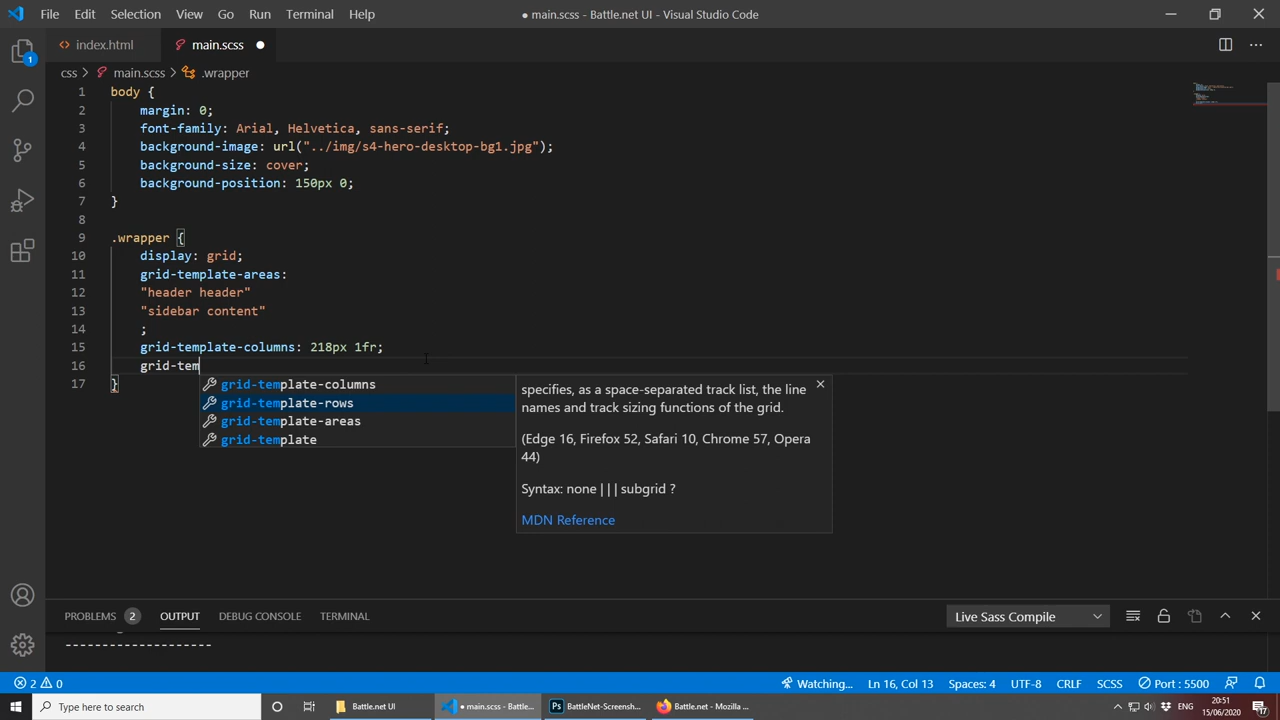 File Edit Selection View Go Run Terminal Help
● main.scss - Battle.net UI - Visual Studio Code
index.html
main.scss
css > main.scss > .wrapper
1 body {
2 margin: 0;
3 font-family: Arial, Helvetica, sans-serif;
4 background-image: url("../img/s4-hero-desktop-bg1.jpg");
5 background-size: cover;
6 background-position: 150px 0;
7 }
8
9 .wrapper {
10 display: grid;
11 grid-template-areas:
12 "header header"
13 "sidebar content"
14 ;
15 grid-template-columns: 218px 1fr;
16 grid-tem
17 }
grid-template-columns
grid-template-rows
grid-template-areas
grid-template
specifies, as a space-separated track list, the line
names and track sizing functions of the grid.
(Edge 16, Firefox 52, Safari 10, Chrome 57, Opera
44)
Syntax: none | | | subgrid ?
MDN Reference
1
PROBLEMS 2 OUTPUT DEBUG CONSOLE TERMINAL
Live Sass Compile
--------------------
2 0
Watching... Ln 16, Col 13 Spaces: 4 UTF-8 CRLF SCSS Port : 5500
Type here to search
Battle.net UI
● main.scss - Battle...
BatleNet-Screensh...
Battle.net - Mozilla ...
ENG
20:51
15/06/2020